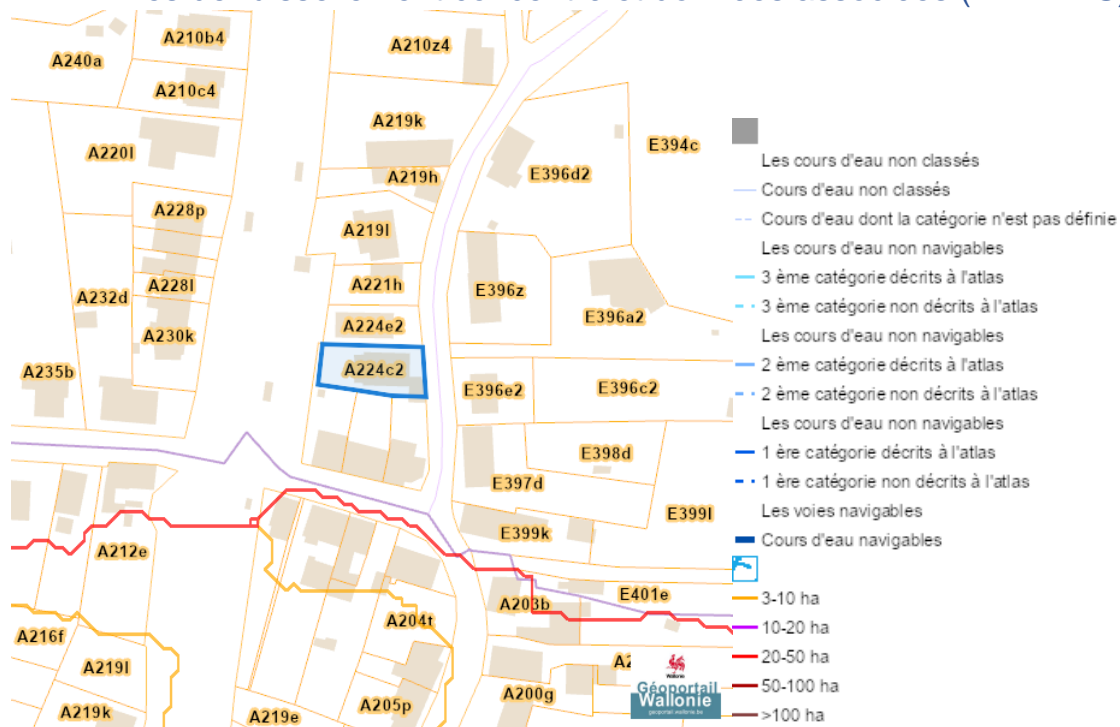 A210b4
A210z4
A240a
A210c4
A219k
A220l
E394c
A219h
E396d2
A228p
A219l
A221h
A228l
E396z
A232d
E396a2
A224e2
A230k
A224c2
A235b
E396e2
E396c2
E398d
E397d
E399l
E399k
A212e
E401e
A203b
A204t
A216f
A219l
A200g
A205p
A219k
A219e
Les cours d'eau non classés
Cours d'eau non classés
Cours d'eau dont la catégorie n'est pas définie
Les cours d'eau non navigables
3 ème catégorie décrits à l'atlas
3 ème catégorie non décrits à l'atlas
Les cours d'eau non navigables
2 ème catégorie décrits à l'atlas
2 ème catégorie non décrits à l'atlas
Les cours d'eau non navigables
1 ère catégorie décrits à l'atlas
1 ère catégorie non décrits à l'atlas
Les voies navigables
Cours d'eau navigables
3-10 ha
10-20 ha
20-50 ha
50-100 ha
>100 ha
Wallonie
Géoportail
Wallonie
geoportail.wallonie.be